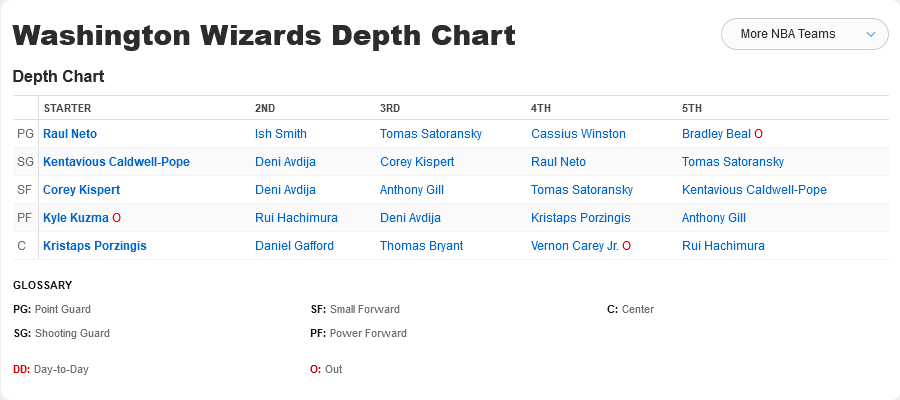 Washington Wizards Depth Chart
More NBA Teams
Depth Chart
STARTER 2ND 3RD 4TH 5TH
PG Raul Neto Ish Smith Tomas Satoransky Cassius Winston Bradley Beal O
SG Kentavious Caldwell-Pope Deni Avdija Corey Kispert Raul Neto Tomas Satoransky
SF Corey Kispert Deni Avdija Anthony Gill Tomas Satoransky Kentavious Caldwell-Pope
PF Kyle Kuzma O Rui Hachimura Deni Avdija Kristaps Porzingis Anthony Gill
C Kristaps Porzingis Daniel Gafford Thomas Bryant Vernon Carey Jr. O Rui Hachimura
GLOSSARY
PG: Point Guard SF: Small Forward C: Center
SG: Shooting Guard PF: Power Forward
DD: Day-to-Day O: Out